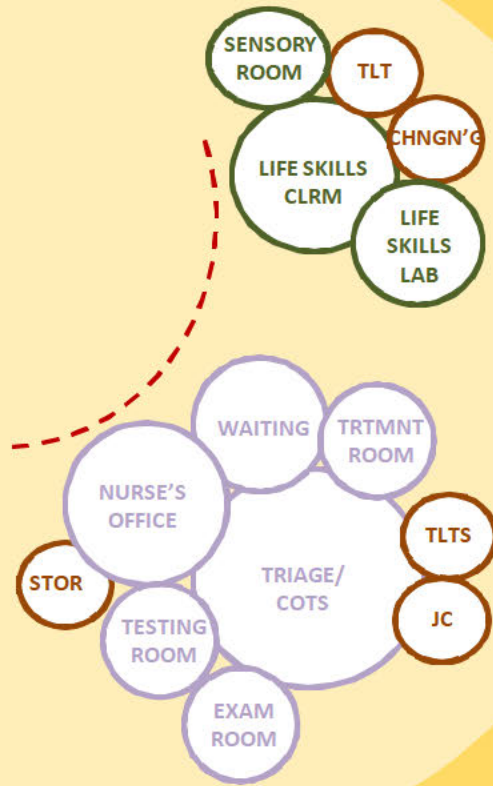 SENSORY
ROOM
TLT
CHNGN'G
LIFE SKILLS
CLRM
LIFE
SKILLS
LAB
WAITING
TRTMNT
ROOM
NURSE'S
OFFICE
TLTS
STOR
TRIAGE/
COTS
JC
TESTING
ROOM
EXAM
ROOM